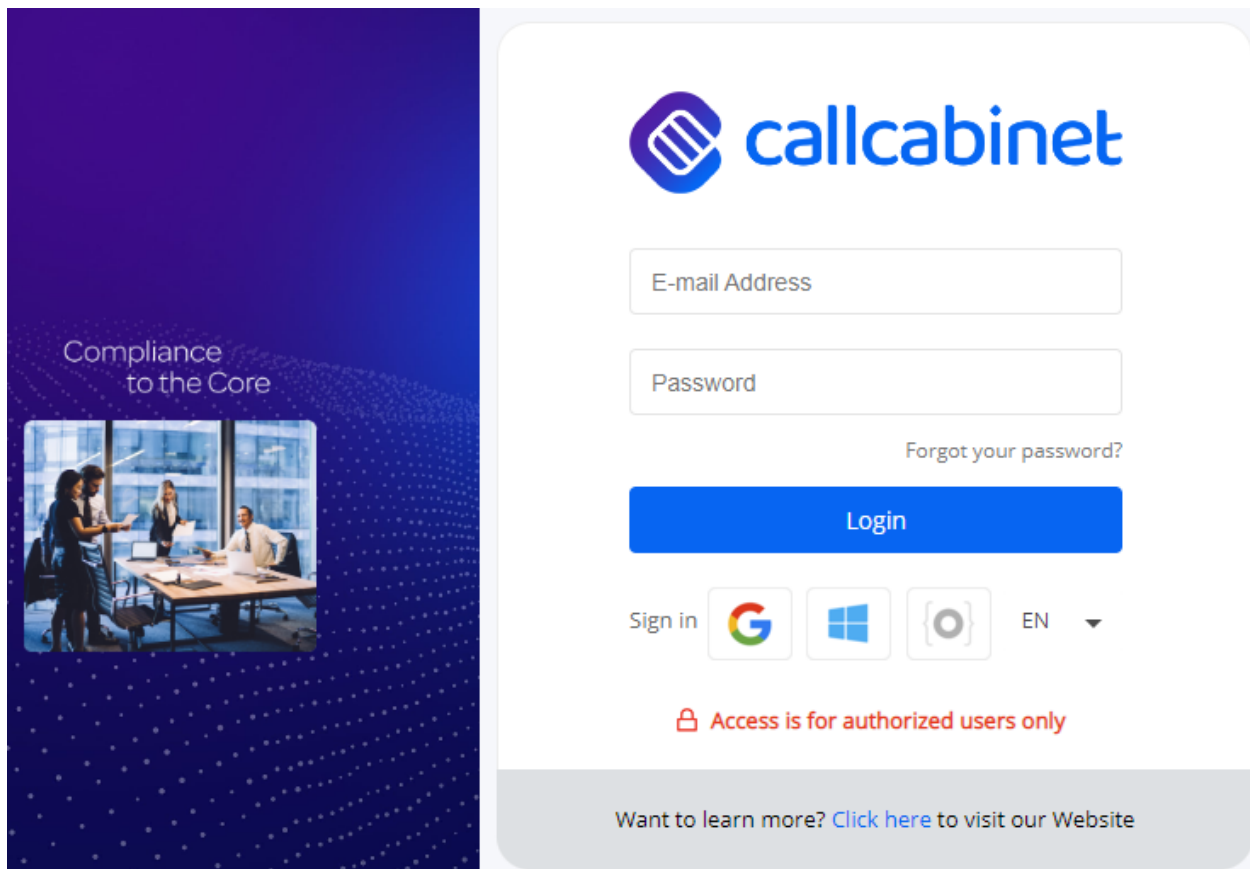 Compliance
to the Core
callcabinet
E-mail Address
Password
Forgot your password?
Login
Sign in
EN
Access is for authorized users only
Want to learn more? Click here to visit our Website